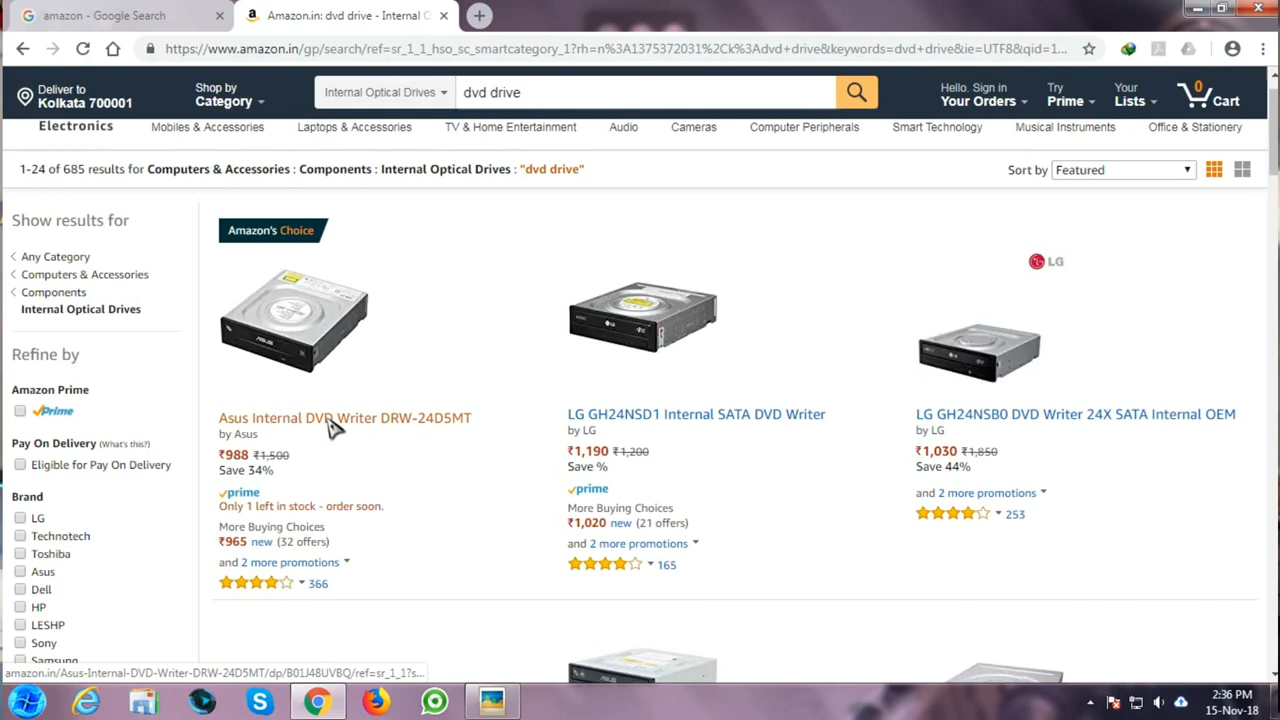 amazon - Google Search
Amazon.in: dvd drive - Internal O
https://www.amazon.in/gp/search/ref=sr_1_1_hso_sc_smartcategory_1?rh=n%3A1375372031%2Ck%3Advd+drive&keywords=dvd+drive&ie=UTF8&qid=1...
Deliver to
Kolkata 700001
Shop by
Category
Internal Optical Drives
dvd drive
Hello. Sign in
Your Orders
Try
Prime
Your
Lists
0
Cart
Electronics Mobiles & Accessories Laptops & Accessories TV & Home Entertainment Audio Cameras Computer Peripherals Smart Technology Musical Instruments Office & Stationery
1-24 of 685 results for Computers & Accessories : Components : Internal Optical Drives : "dvd drive"
Sort by Featured
Show results for
Any Category
Computers & Accessories
Components
Internal Optical Drives
Refine by
Amazon Prime
Prime
Pay On Delivery (What's this?)
Eligible for Pay On Delivery
Brand
LG
Technotech
Toshiba
Asus
Dell
HP
LESHP
Sony
Samsung
Amazon's Choice
ASUS
Asus Internal DVD Writer DRW-24D5MT
by Asus
₹988 ₹1,500
Save 34%
prime
Only 1 left in stock - order soon.
More Buying Choices
₹965 new (32 offers)
and 2 more promotions
366
LG GH24NSD1 Internal SATA DVD Writer
by LG
₹1,190 ₹1,200
Save %
prime
More Buying Choices
₹1,020 new (21 offers)
and 2 more promotions
165
LG
LG GH24NSB0 DVD Writer 24X SATA Internal OEM
by LG
₹1,030 ₹1,850
Save 44%
and 2 more promotions
253
amazon.in/Asus-Internal-DVD-Writer-DRW-24D5MT/dp/B01J48UVBQ/ref=sr_1_1?s...
2:36 PM
15-Nov-18